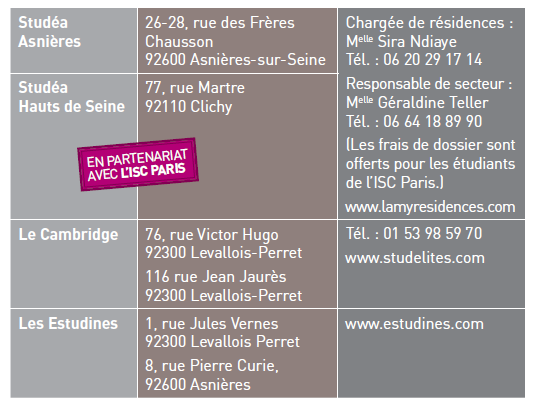 Studéa
Asnières
26-28, rue des Frères
Chausson
92600 Asnières-sur-Seine
Chargée de résidences :
Melle Sira Ndiaye
Tél. : 06 20 29 17 14
Studéa
Hauts de Seine
77, rue Martre
92110 Clichy
Responsable de secteur :
Melle Géraldine Teller
Tél. : 06 64 18 89 90
(Les frais de dossier sont
offerts pour les étudiants
de l'ISC Paris.)
www.lamyresidences.com
EN PARTENARIAT
AVEC L'ISC PARIS
Le Cambridge
76, rue Victor Hugo
92300 Levallois-Perret
116 rue Jean Jaurès
92300 Levallois-Perret
Tél. : 01 53 98 59 70
www.studelites.com
Les Estudines
1, rue Jules Vernes
92300 Levallois Perret
8, rue Pierre Curie,
92600 Asnières
www.estudines.com